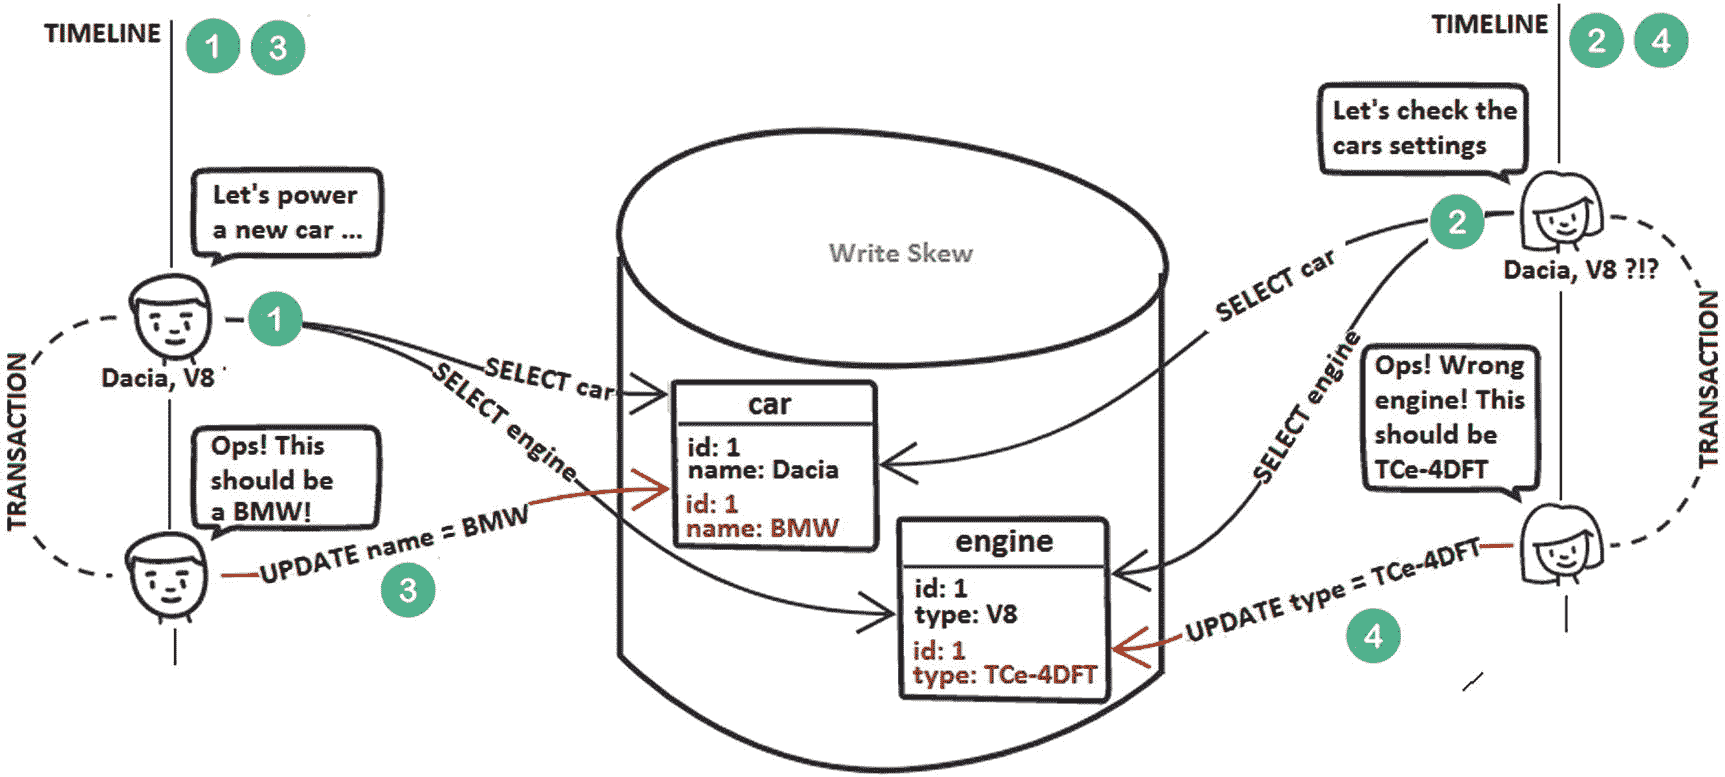 TIMELINE
1
3
Let's power
a new car ...
1
Dacia, V8
TRANSACTION
Ops! This
should be
a BMW!
UPDATE name = BMW
3
SELECT car
SELECT engine
Write Skew
car
id: 1
name: Dacia
id: 1
name: BMW
engine
id: 1
type: V8
id: 1
type: TCe-4DFT
TIMELINE
2
4
Let's check the
cars settings
2
Dacia, V8 ?!?
SELECT car
SELECT engine
TRANSACTION
Ops! Wrong
engine! This
should be
TCe-4DFT
UPDATE type = TCe-4DFT
4